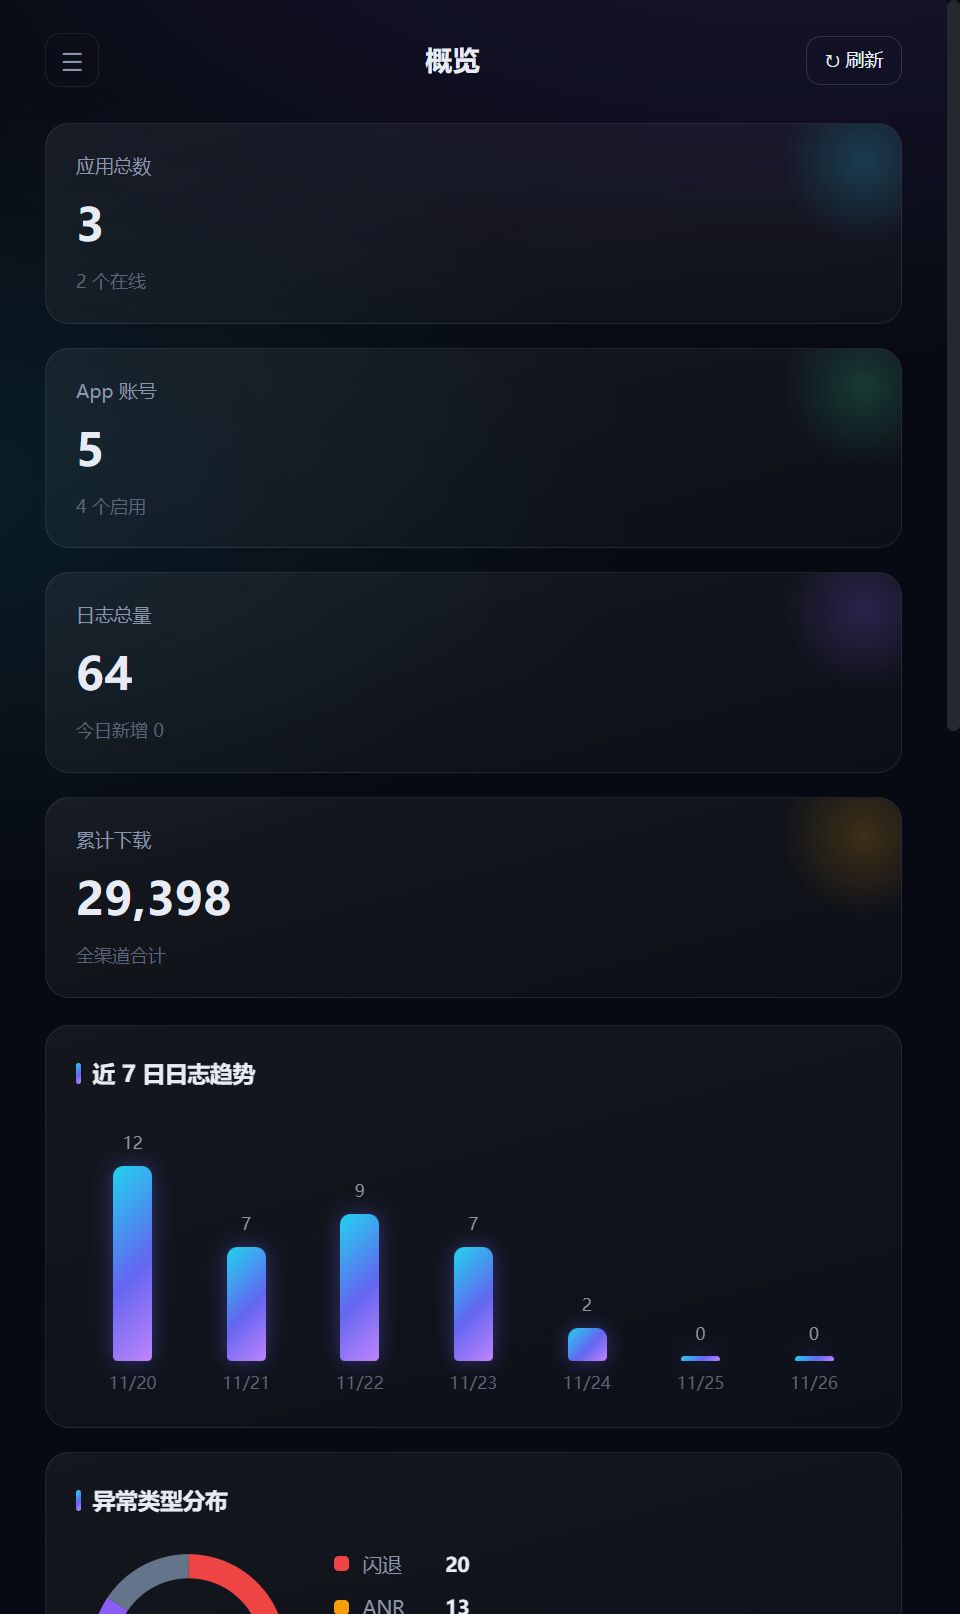 ☰
概览
↻ 刷新
应用总数
3
2 个在线
App 账号
5
4 个启用
日志总量
64
今日新增 0
累计下载
29,398
全渠道合计
近 7 日日志趋势
12
7
9
7
2
0
0
11/20
11/21
11/22
11/23
11/24
11/25
11/26
异常类型分布
闪退 20
ANR 13